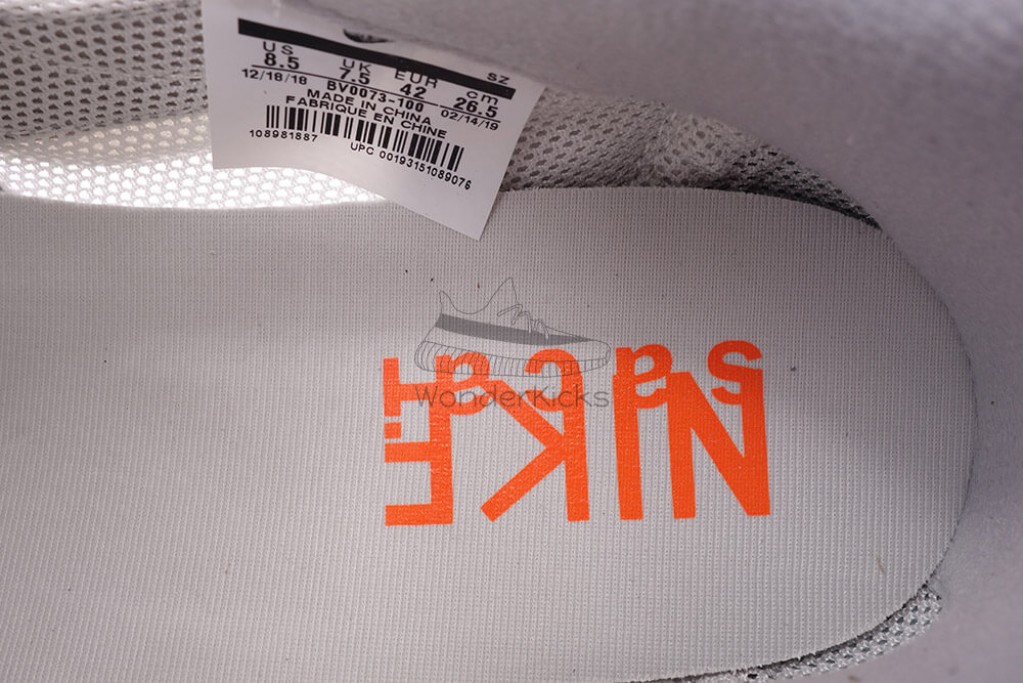 US UK EUR cm SZ
8.5 7.5 42 26.5
12/18/18 BV0073-100 02/14/19
MADE IN CHINA
FABRIQUE EN CHINE
108981887 UPC 00193151089076
WonderKicks
NIKE
sacai